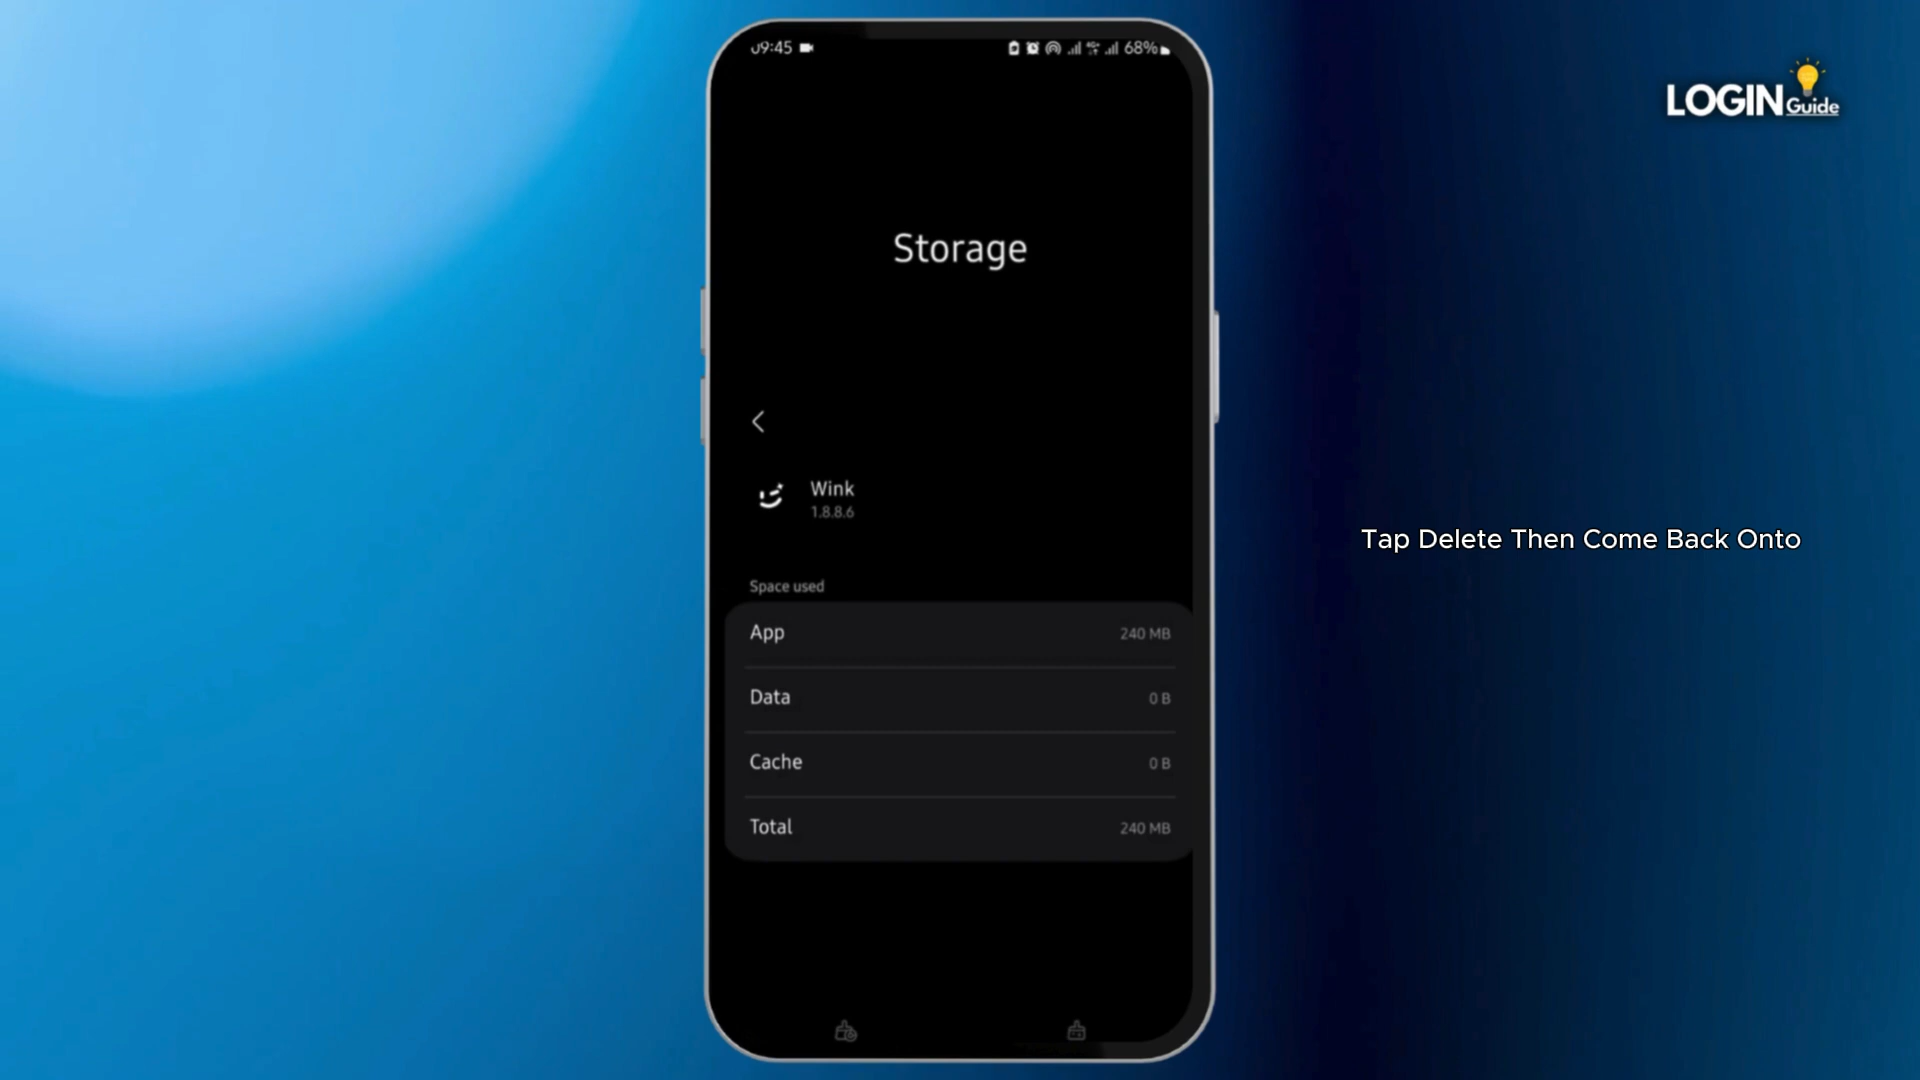 09:45
68%
LOGIN Guide
Storage
Wink
1.8.8.6
Tap Delete Then Come Back Onto
Space used
App 240 MB
Data 0 B
Cache 0 B
Total 240 MB